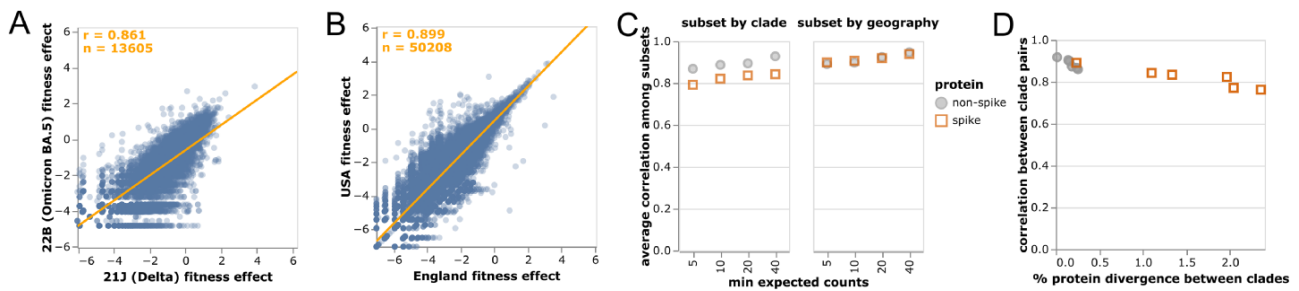 A
r = 0.861
n = 13605
22B (Omicron BA.5) fitness effect
6
4
2
0
−2
−4
−6
−6
−4
−2
0
2
4
6
21J (Delta) fitness effect
B
r = 0.899
n = 50208
USA fitness effect
6
4
2
0
−2
−4
−6
−6
−4
−2
0
2
4
6
England fitness effect
C
subset by clade
subset by geography
average correlation among subsets
1.0
0.8
0.6
0.4
0.2
0.0
5
10
20
40
5
10
20
40
min expected counts
protein
non-spike
spike
D
correlation between clade pairs
1.0
0.8
0.6
0.4
0.2
0.0
0.0
0.5
1.0
1.5
2.0
% protein divergence between clades